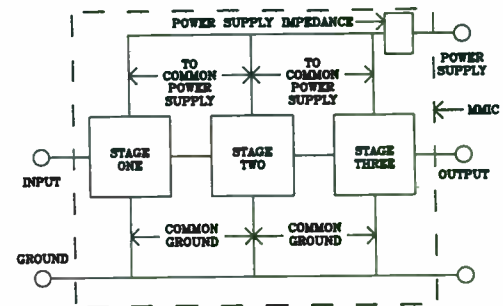 POWER SUPPLY IMPEDANCE
POWER
SUPPLY
TO
COMMON
POWER
SUPPLY
TO
COMMON
POWER
SUPPLY
MMIC
STAGE
ONE
STAGE
TWO
STAGE
THREE
INPUT
OUTPUT
COMMON
GROUND
COMMON
GROUND
GROUND